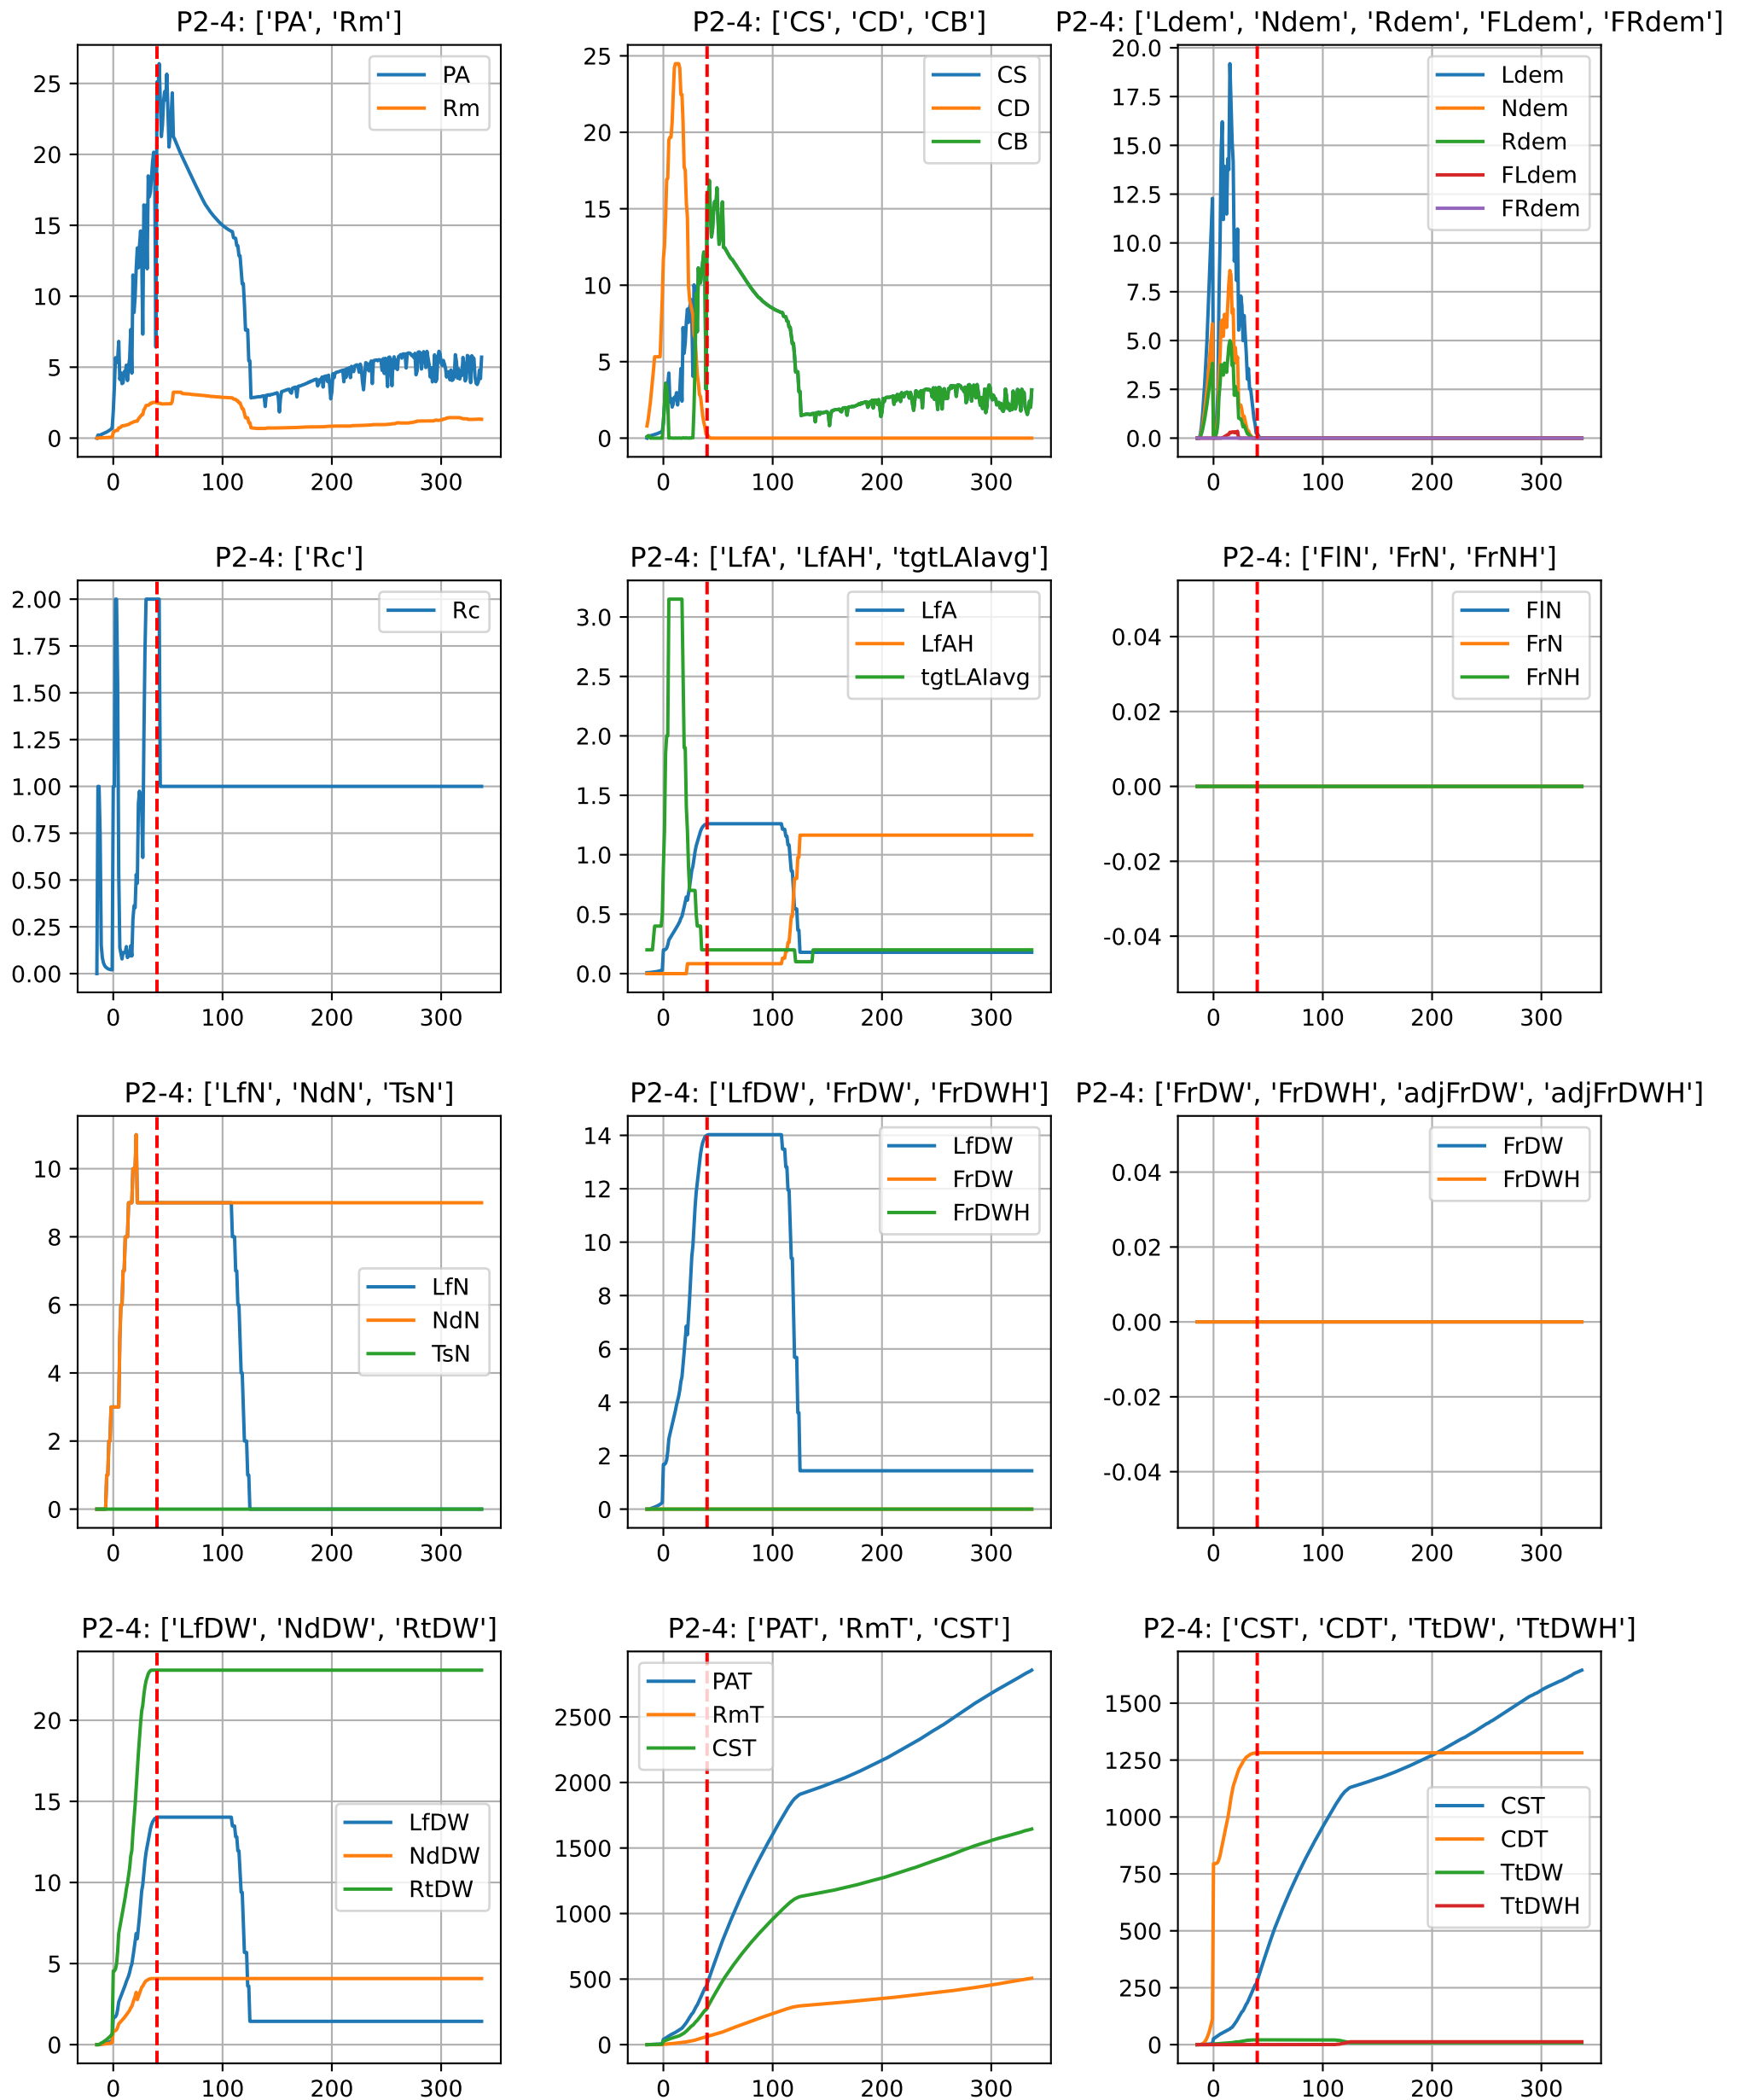 P2-4: ['PA', 'Rm']
25
20
15
10
5
0
0 100 200 300
PA
Rm
P2-4: ['CS', 'CD', 'CB']
25
20
15
10
5
0
0 100 200 300
CS
CD
CB
P2-4: ['Ldem', 'Ndem', 'Rdem', 'FLdem', 'FRdem']
20.0
17.5
15.0
12.5
10.0
7.5
5.0
2.5
0.0
0 100 200 300
Ldem
Ndem
Rdem
FLdem
FRdem
P2-4: ['Rc']
2.00
1.75
1.50
1.25
1.00
0.75
0.50
0.25
0.00
0 100 200 300
Rc
P2-4: ['LfA', 'LfAH', 'tgtLAIavg']
3.0
2.5
2.0
1.5
1.0
0.5
0.0
0 100 200 300
LfA
LfAH
tgtLAIavg
P2-4: ['FlN', 'FrN', 'FrNH']
0.04
0.02
0.00
-0.02
-0.04
0 100 200 300
FlN
FrN
FrNH
P2-4: ['LfN', 'NdN', 'TsN']
10
8
6
4
2
0
0 100 200 300
LfN
NdN
TsN
P2-4: ['LfDW', 'FrDW', 'FrDWH']
14
12
10
8
6
4
2
0
0 100 200 300
LfDW
FrDW
FrDWH
P2-4: ['FrDW', 'FrDWH', 'adjFrDW', 'adjFrDWH']
0.04
0.02
0.00
-0.02
-0.04
0 100 200 300
FrDW
FrDWH
P2-4: ['LfDW', 'NdDW', 'RtDW']
20
15
10
5
0
0 100 200 300
LfDW
NdDW
RtDW
P2-4: ['PAT', 'RmT', 'CST']
2500
2000
1500
1000
500
0
0 100 200 300
PAT
RmT
CST
P2-4: ['CST', 'CDT', 'TtDW', 'TtDWH']
1500
1250
1000
750
500
250
0
0 100 200 300
CST
CDT
TtDW
TtDWH